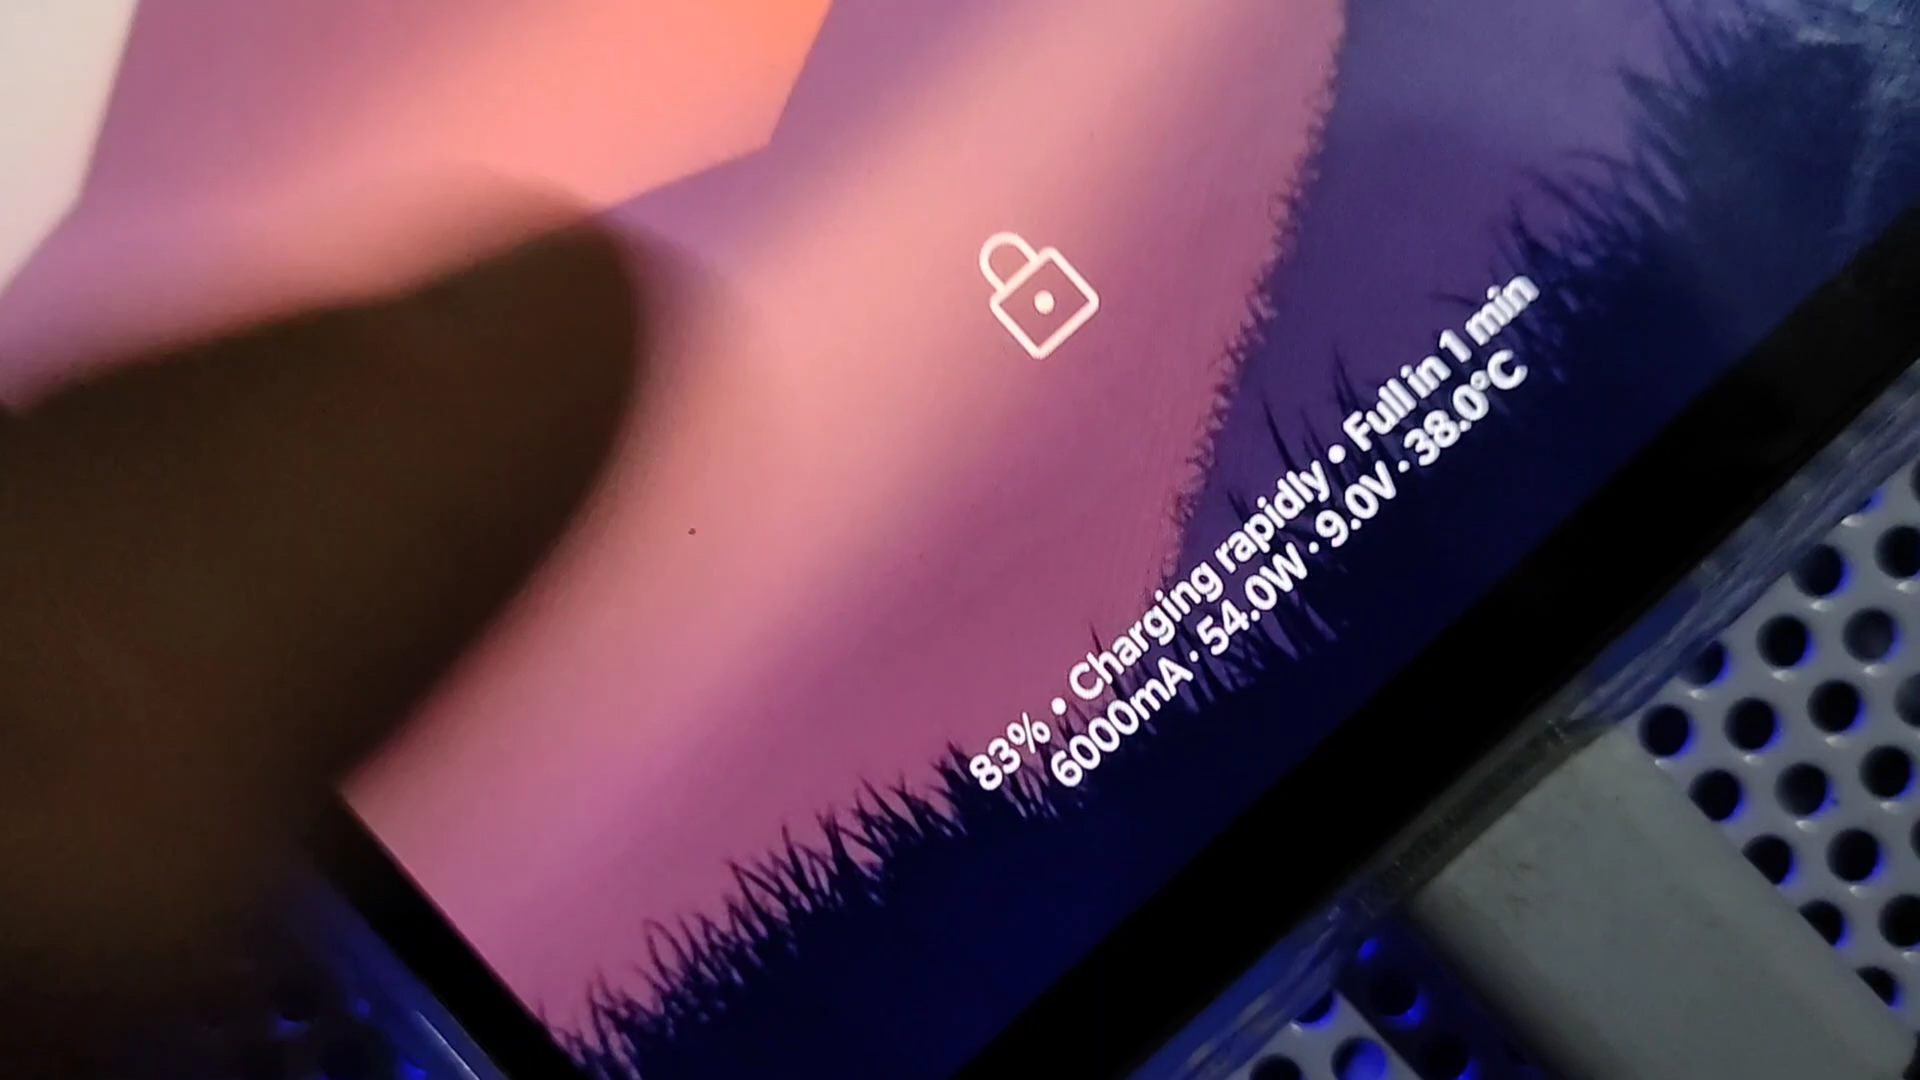 83% • Charging rapidly • Full in 1 min
6000mA · 54.0W · 9.0V · 38.0°C